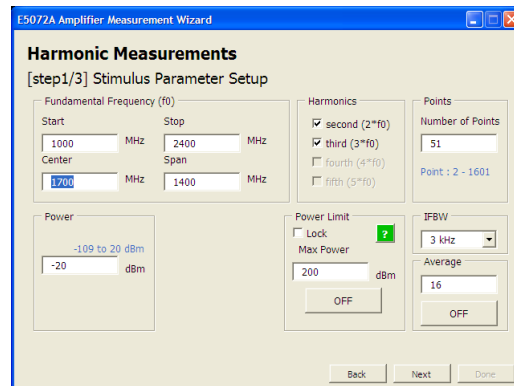 E5072A Amplifier Measurement Wizard
Harmonic Measurements
[step1/3] Stimulus Parameter Setup
Fundamental Frequency (f0)
Start
Stop
1000 MHz
2400 MHz
Center
Span
1700 MHz
1400 MHz
Harmonics
second (2*f0)
third (3*f0)
fourth (4*f0)
fifth (5*f0)
Points
Number of Points
51
Point : 2 - 1601
Power
-109 to 20 dBm
-20 dBm
Power Limit
Lock ?
Max Power
200 dBm
OFF
IFBW
3 kHz
Average
16
OFF
Back Next Done